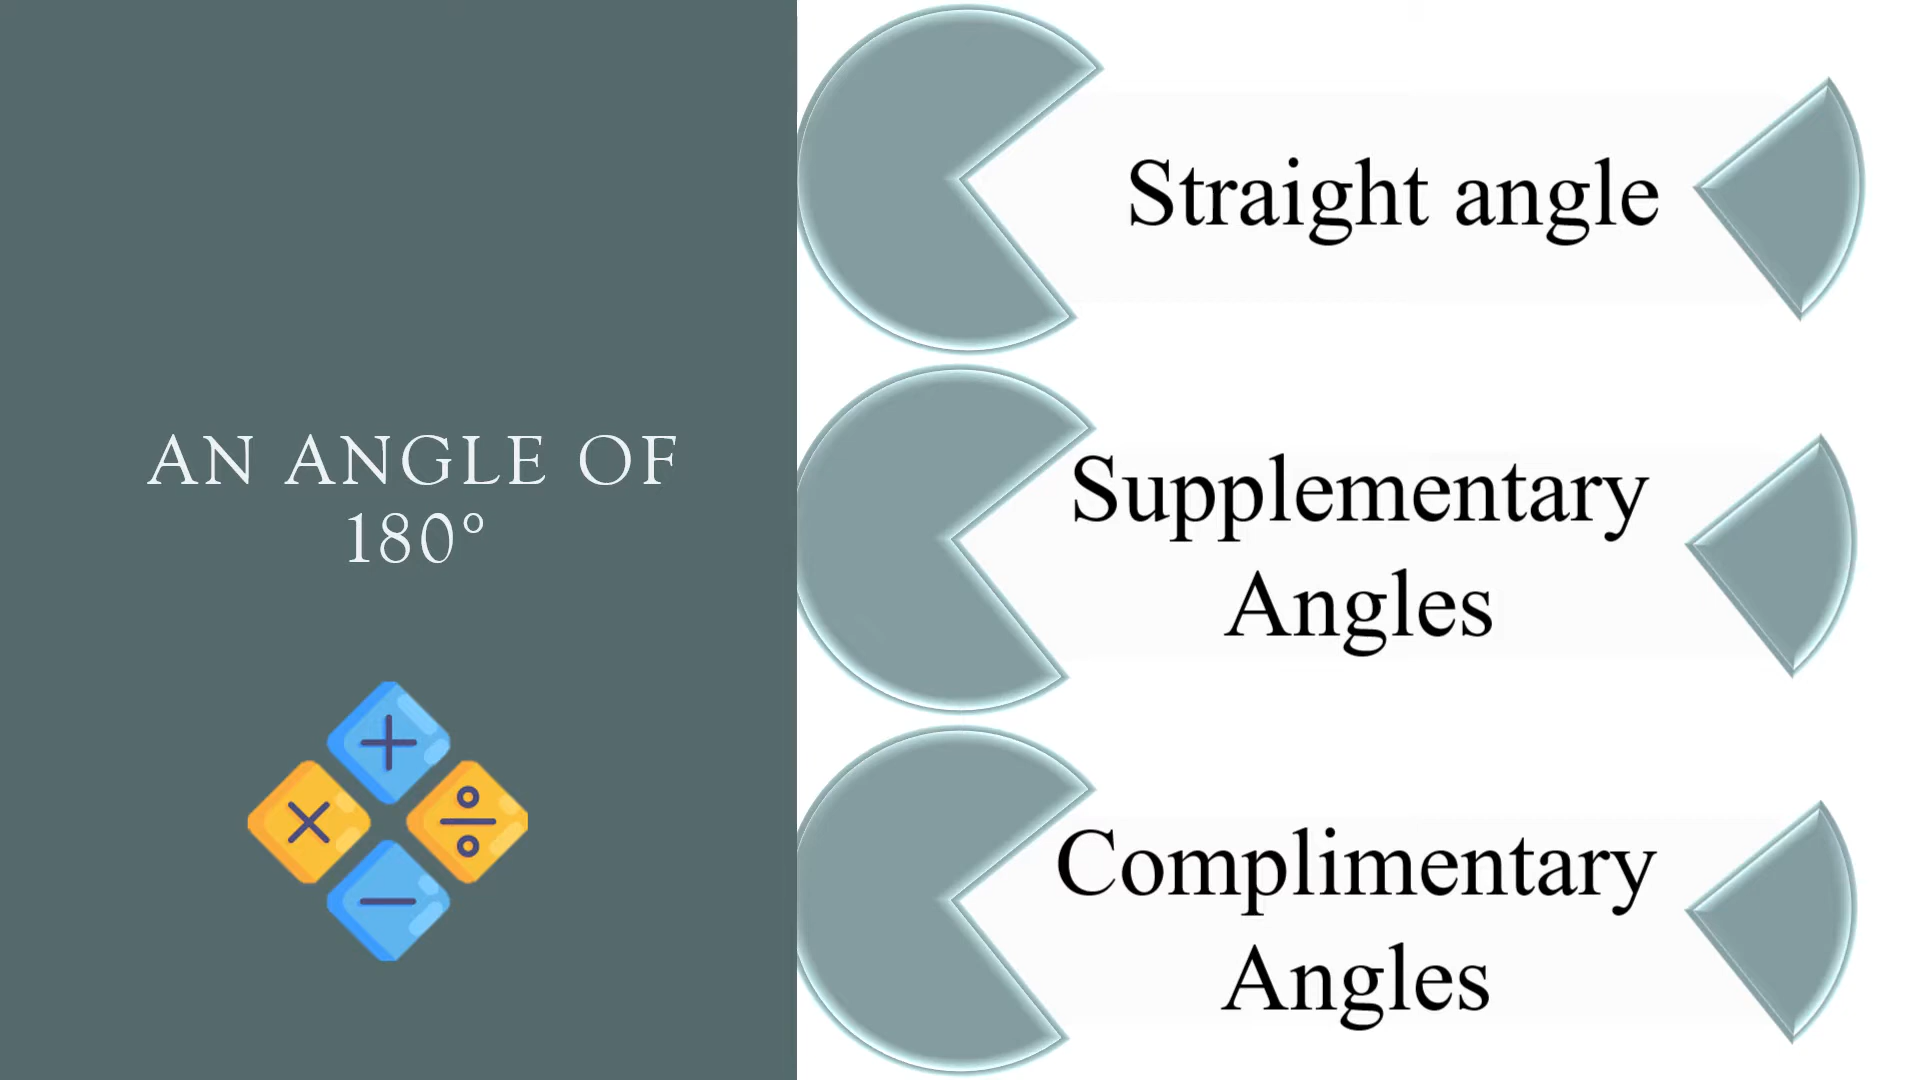 AN ANGLE OF
180°
Straight angle
Supplementary
Angles
Complimentary
Angles